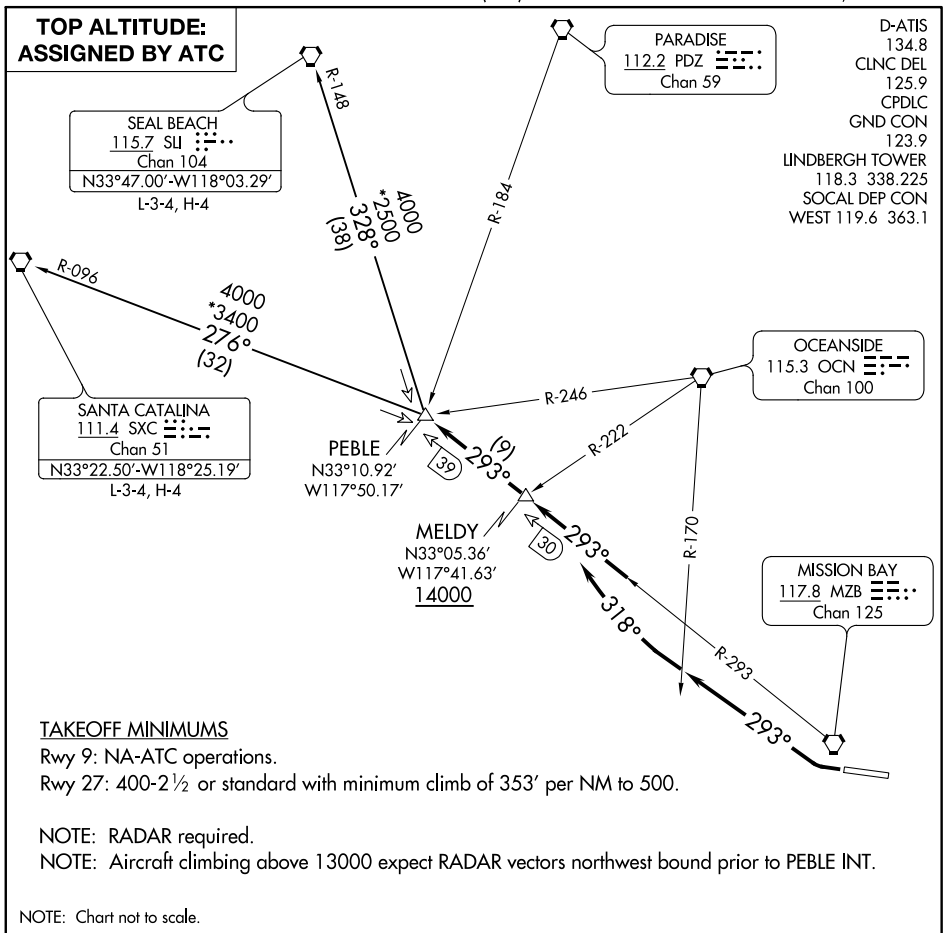 TOP ALTITUDE:
ASSIGNED BY ATC
D-ATIS
134.8
CLNC DEL
125.9
CPDLC
GND CON
123.9
LINDBERGH TOWER
118.3 338.225
SOCAL DEP CON
WEST 119.6 363.1
PARADISE
112.2 PDZ
Chan 59
SEAL BEACH
115.7 SLI
Chan 104
N33°47.00'-W118°03.29'
L-3-4, H-4
R-148
4000
*2500
328°
(38)
R-184
R-096
4000
*3400
276°
(32)
SANTA CATALINA
111.4 SXC
Chan 51
N33°22.50'-W118°25.19'
L-3-4, H-4
OCEANSIDE
115.3 OCN
Chan 100
R-246
R-222
R-170
PEBLE
N33°10.92'
W117°50.17'
39
(9)
293°
MELDY
N33°05.36'
W117°41.63'
14000
30
293°
318°
R-293
293°
MISSION BAY
117.8 MZB
Chan 125
TAKEOFF MINIMUMS
Rwy 9: NA-ATC operations.
Rwy 27: 400-2½ or standard with minimum climb of 353' per NM to 500.
NOTE: RADAR required.
NOTE: Aircraft climbing above 13000 expect RADAR vectors northwest bound prior to PEBLE INT.
NOTE: Chart not to scale.